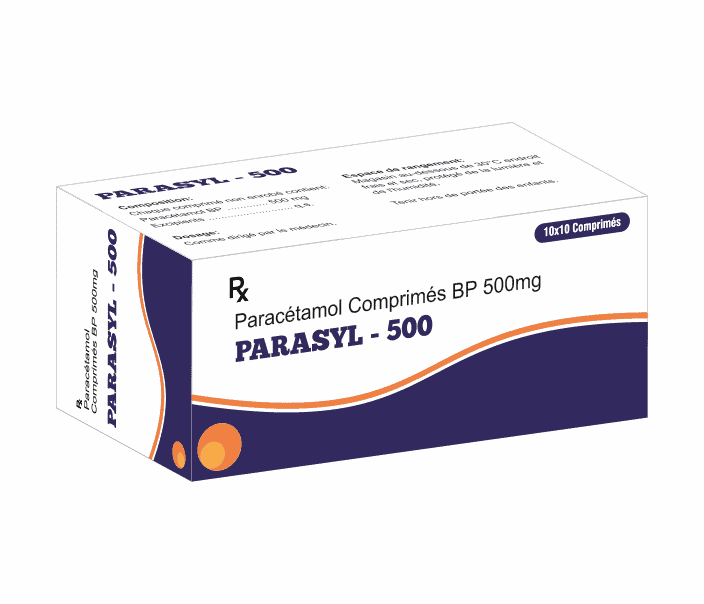 PARASYL - 500
Composition:
Chaque comprimé non enrobé contient:
Paracétamol BP ............... 500 mg
Excipients ........................ q.s.
Dosage:
Comme dirigé par le médecin.
Espace de rangement:
Magasin au-dessous de 30°C endroit
frais et sec, protégé de la lumière et
de l'humidité.
Tenir hors de portée des enfants.
10x10 Comprimés
Rx
Paracétamol Comprimés BP 500mg
PARASYL - 500
Rx
Paracétamol
Comprimés BP 500mg
PARASYL - 500